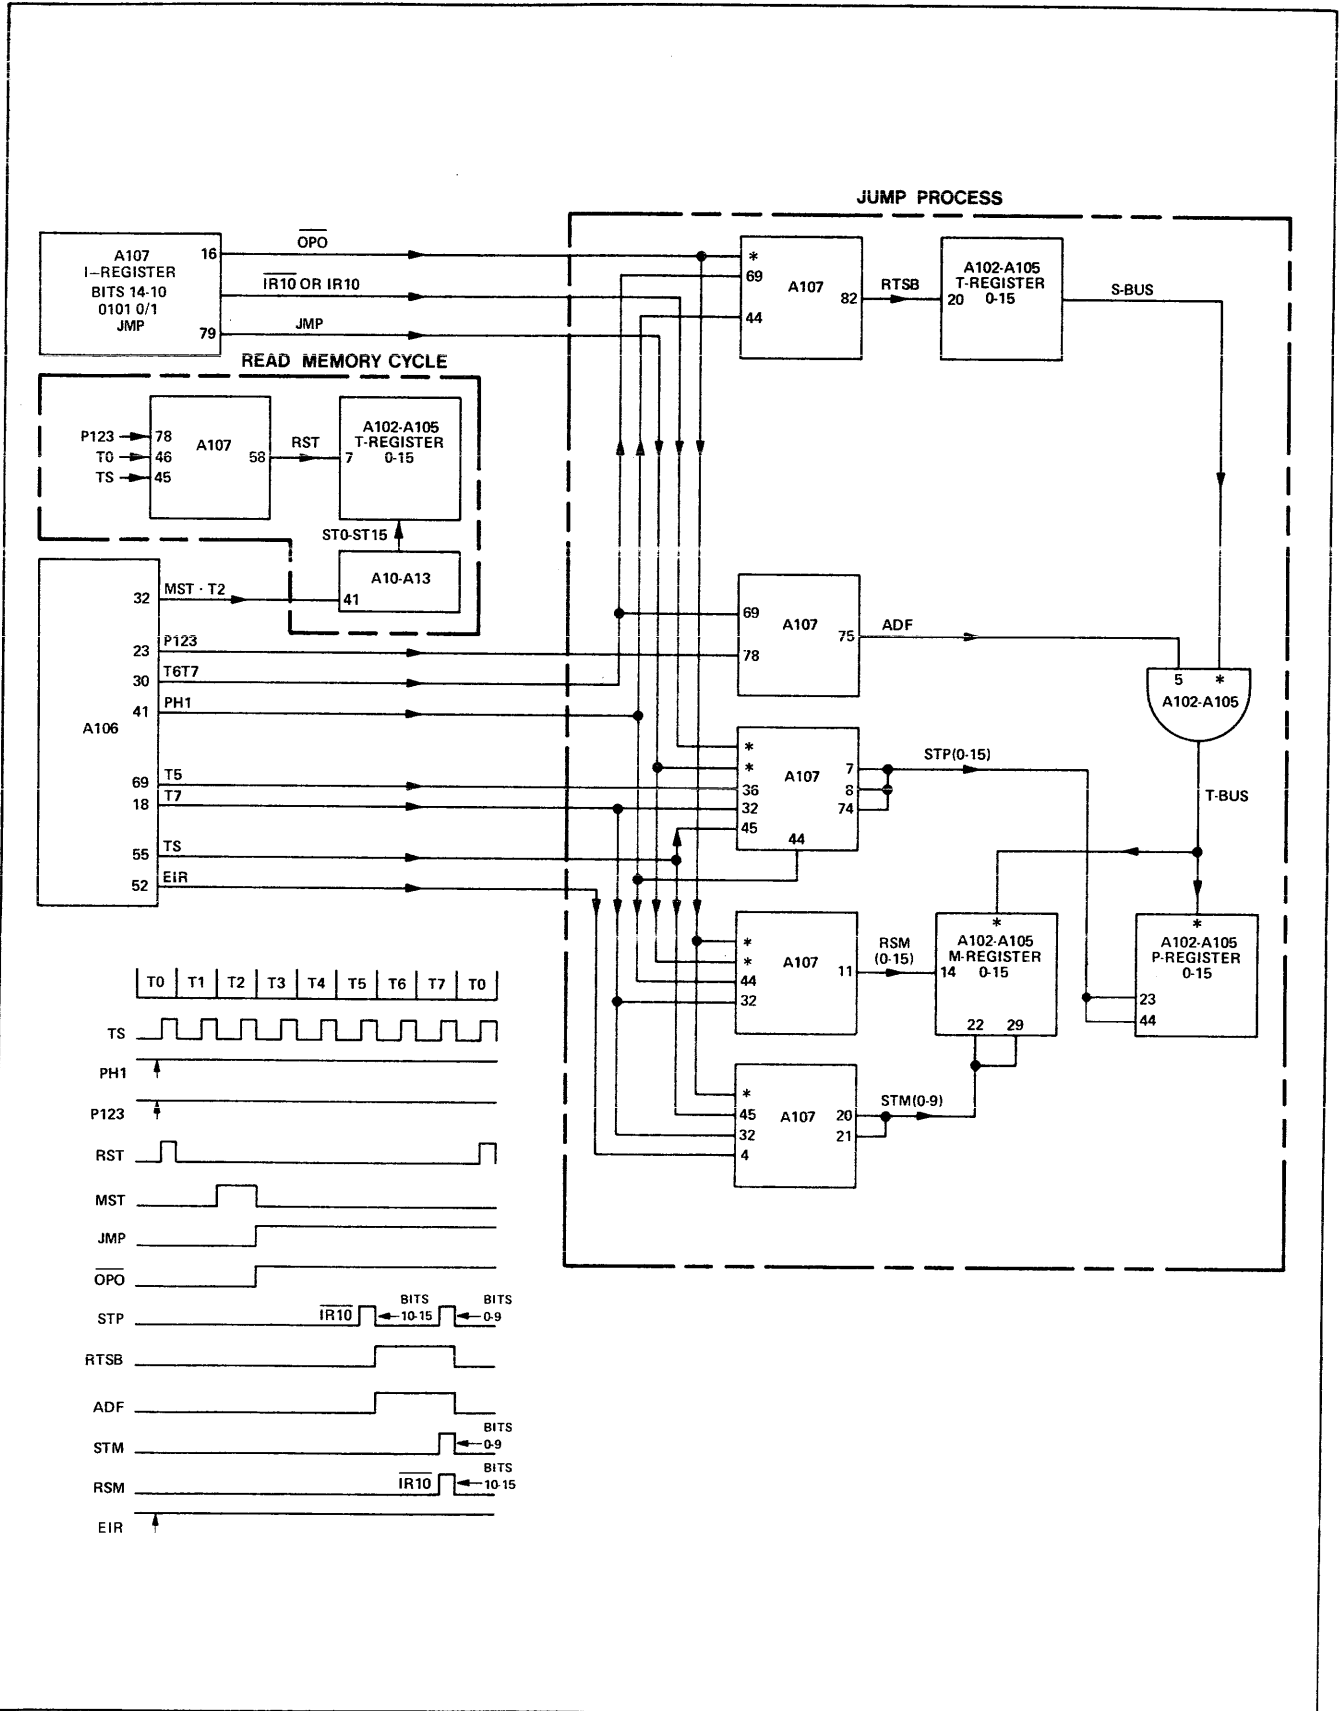 JUMP PROCESS
A107
I–REGISTER
BITS 14-10
0101 0/1
JMP
16
79
OPO
IR10 OR IR10
JMP
*
69
44
A107
82
RTSB
20
A102-A105
T-REGISTER
0-15
S-BUS
READ MEMORY CYCLE
P123
T0
TS
78
46
45
A107
58
RST
7
A102-A105
T-REGISTER
0-15
ST0-ST15
A10-A13
41
A106
32
MST · T2
23
P123
30
T6T7
41
PH1
69
T5
18
T7
55
TS
52
EIR
69
78
A107
75
ADF
5
*
A102-A105
T-BUS
*
*
36
32
45
44
A107
7
8
74
STP(0-15)
*
*
44
32
A107
11
RSM
(0-15)
14
*
A102-A105
M-REGISTER
0-15
22
29
*
A102-A105
P-REGISTER
0-15
23
44
*
45
32
4
A107
20
21
STM(0-9)
T0 T1 T2 T3 T4 T5 T6 T7 T0
TS
PH1
P123
RST
MST
JMP
OPO
STP
IR10
BITS
10-15
BITS
0-9
RTSB
ADF
STM
BITS
0-9
RSM
IR10
BITS
10-15
EIR